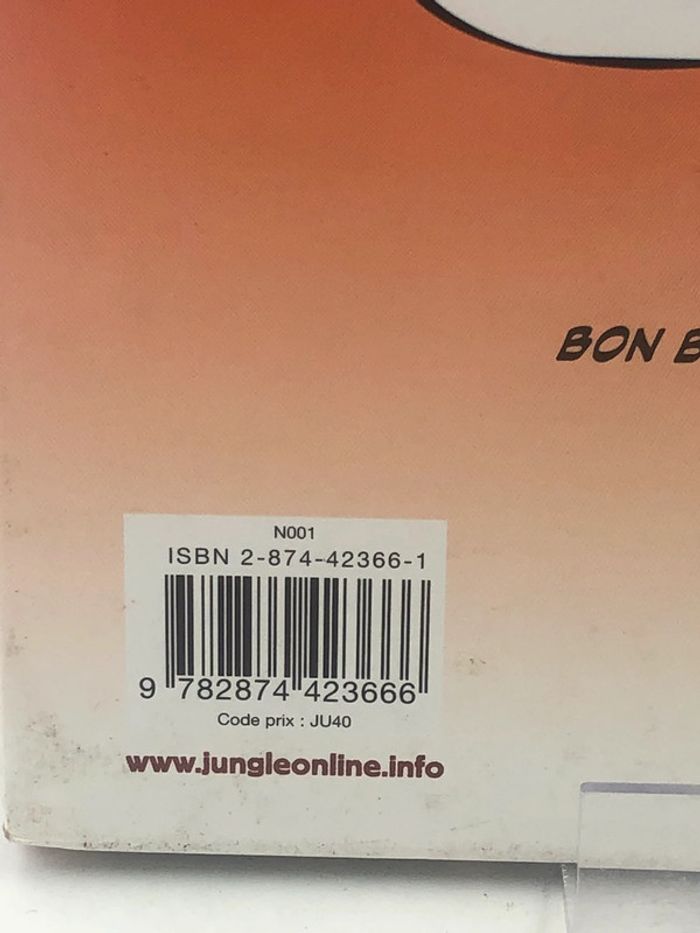 BON
N001
ISBN 2-874-42366-1
9 782874 423666
Code prix : JU40
www.jungleonline.info